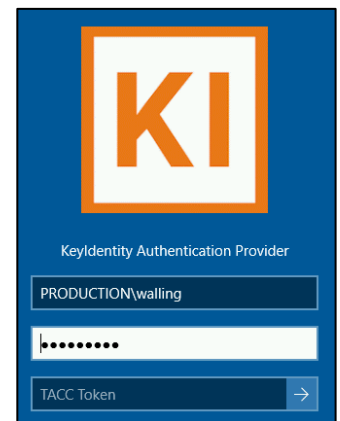 KI
KeyIdentity Authentication Provider
PRODUCTION\walling
●●●●●●●●●
TACC Token